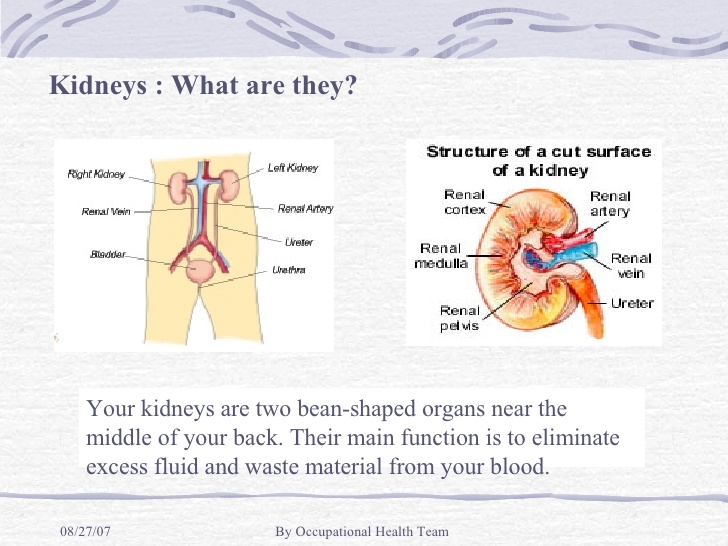 Kidneys : What are they?
Right Kidney
Left Kidney
Renal Vein
Renal Artery
Ureter
Bladder
Urethra
Structure of a cut surface
of a kidney
Renal
cortex
Renal
artery
Renal
medulla
Renal
vein
Renal
pelvis
Ureter
Your kidneys are two bean-shaped organs near the
middle of your back. Their main function is to eliminate
excess fluid and waste material from your blood.
08/27/07
By Occupational Health Team